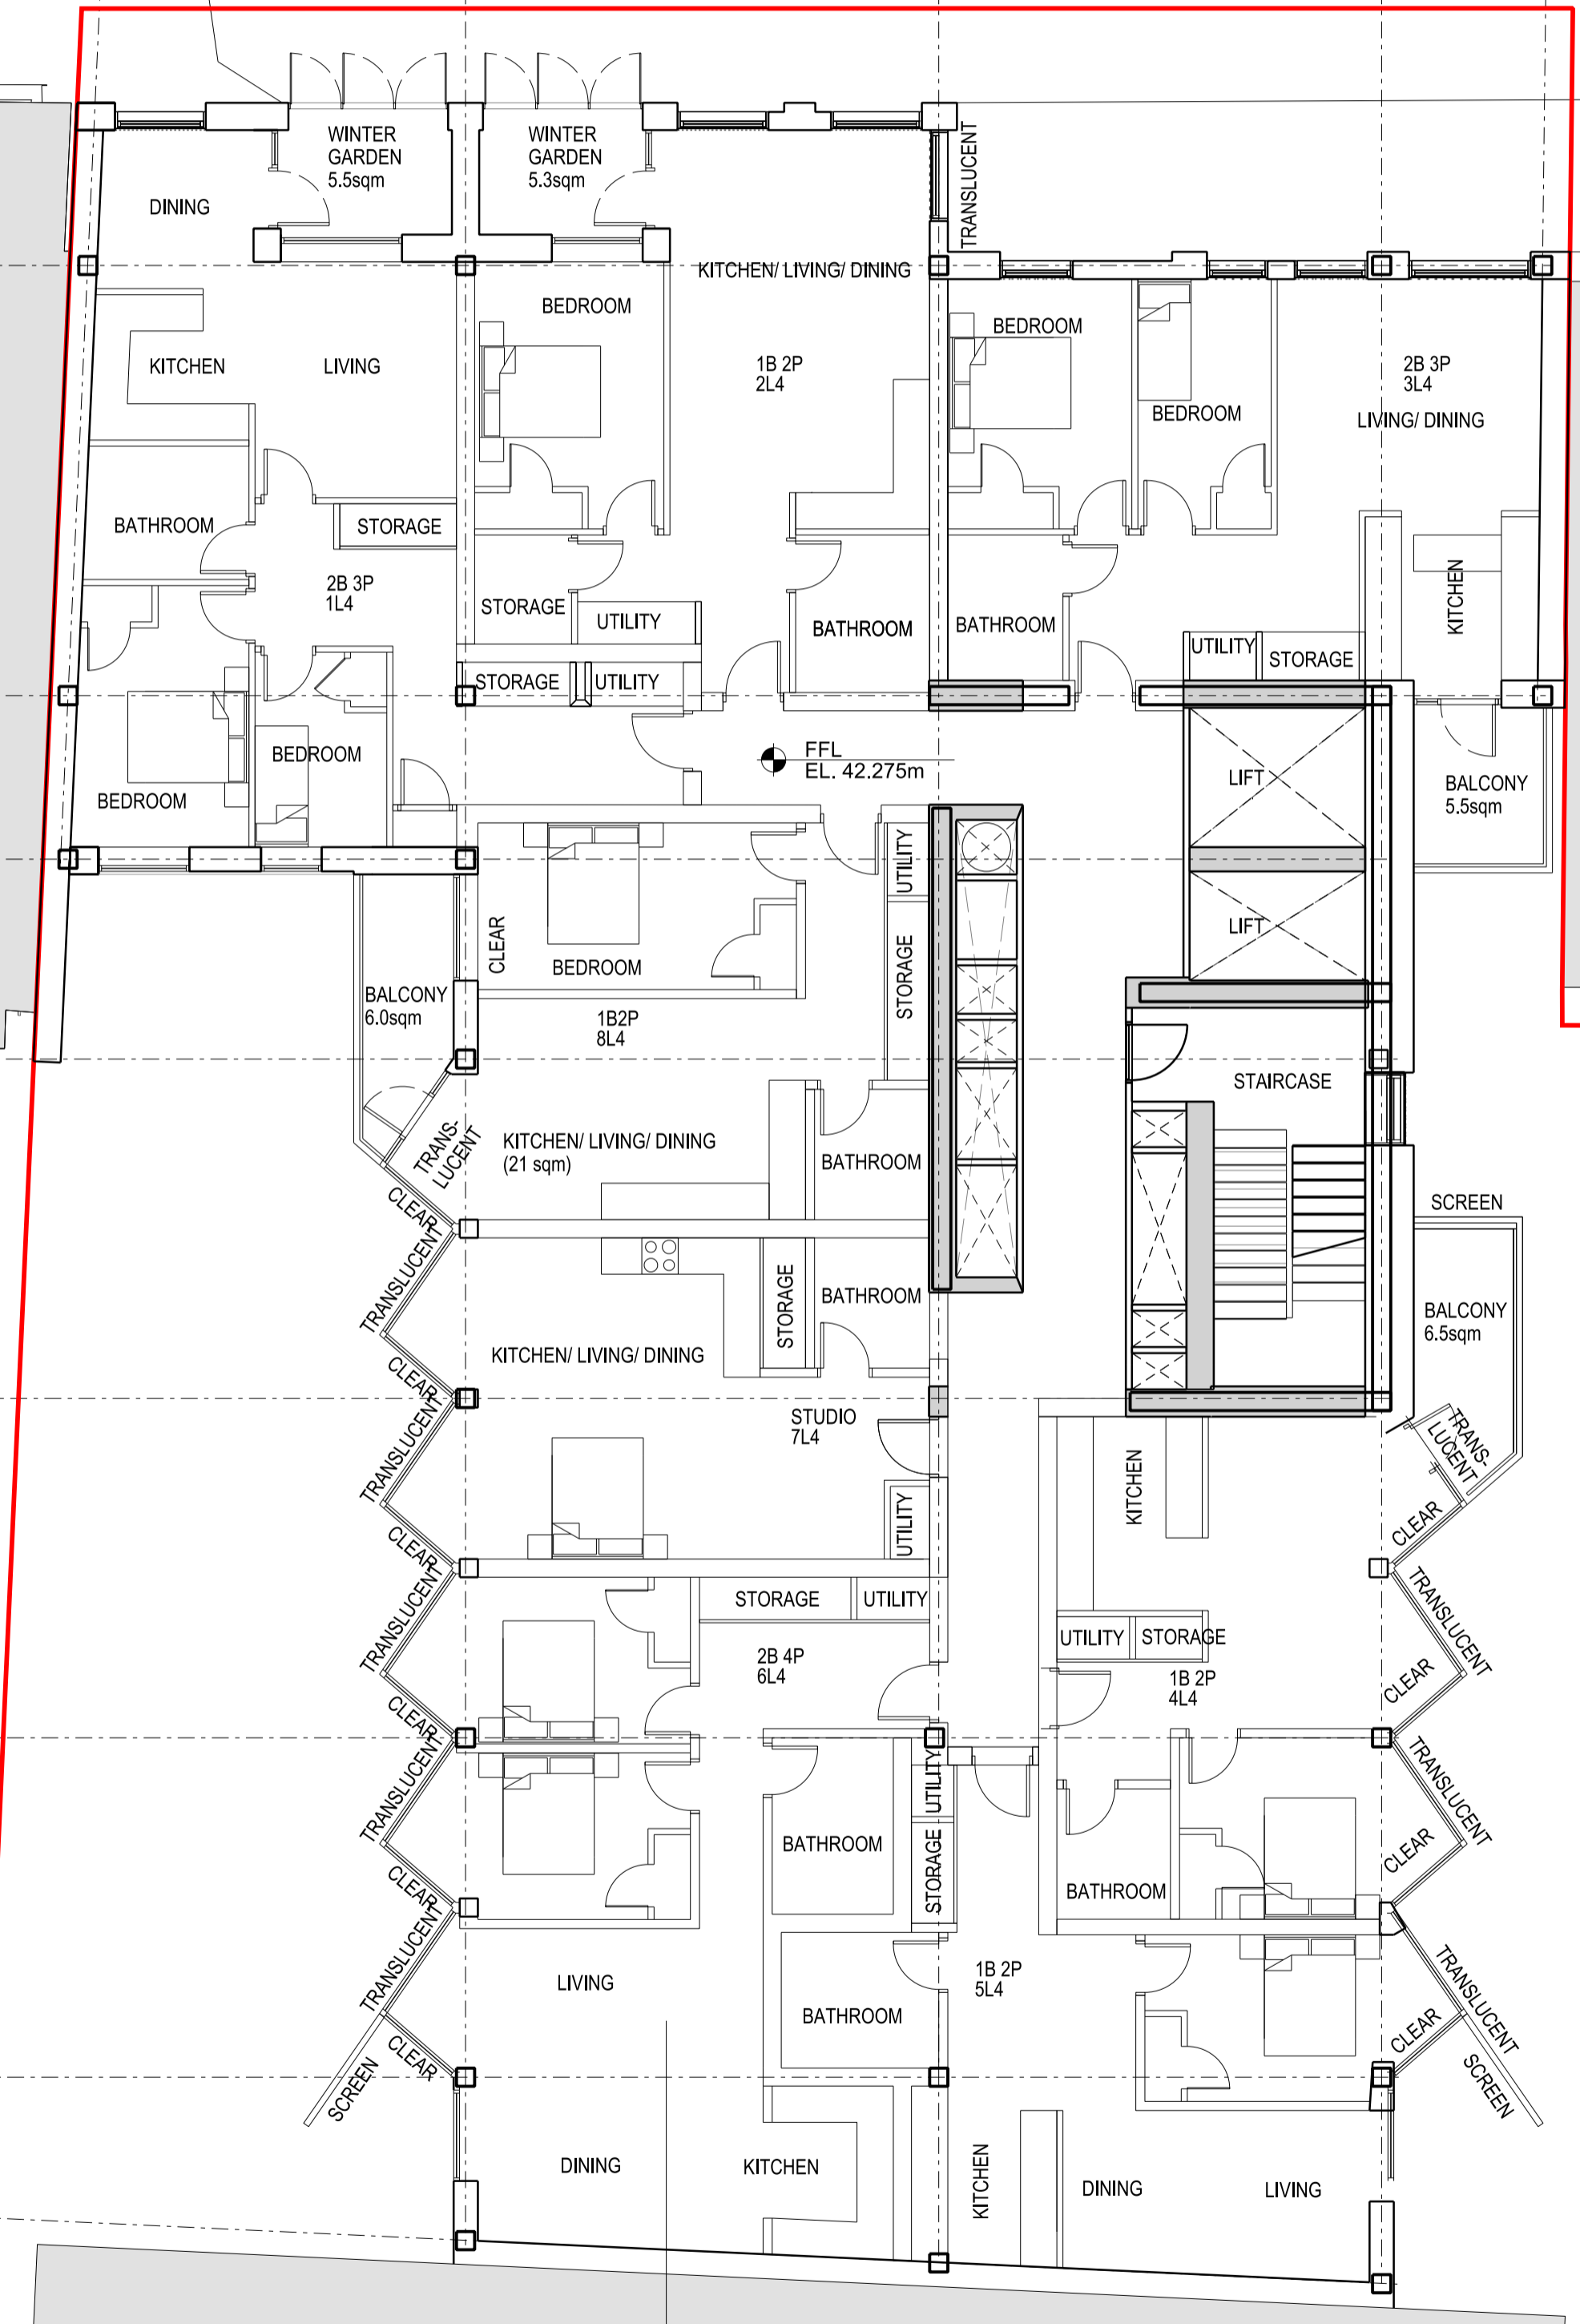 WINTER
GARDEN
5.5sqm
WINTER
GARDEN
5.3sqm
TRANSLUCENT
DINING
KITCHEN/ LIVING/ DINING
BEDROOM
BEDROOM
KITCHEN
LIVING
1B 2P
2L4
2B 3P
3L4
BEDROOM
LIVING/ DINING
BATHROOM
STORAGE
2B 3P
1L4
STORAGE
UTILITY
BATHROOM
BATHROOM
KITCHEN
UTILITY
STORAGE
STORAGE
UTILITY
BEDROOM
BEDROOM
FFL
EL. 42.275m
LIFT
BALCONY
5.5sqm
UTILITY
CLEAR
BEDROOM
STORAGE
LIFT
BALCONY
6.0sqm
1B2P
8L4
STAIRCASE
TRANS-
LUCENT
KITCHEN/ LIVING/ DINING
(21 sqm)
BATHROOM
CLEAR
SCREEN
TRANSLUCENT
STORAGE
BATHROOM
BALCONY
6.5sqm
KITCHEN/ LIVING/ DINING
CLEAR
STUDIO
7L4
TRANSLUCENT
TRANS-
LUCENT
KITCHEN
UTILITY
CLEAR
CLEAR
TRANSLUCENT
STORAGE
UTILITY
TRANSLUCENT
UTILITY
STORAGE
2B 4P
6L4
1B 2P
4L4
CLEAR
CLEAR
TRANSLUCENT
UTILITY
TRANSLUCENT
BATHROOM
STORAGE
CLEAR
CLEAR
BATHROOM
TRANSLUCENT
LIVING
1B 2P
5L4
TRANSLUCENT
BATHROOM
CLEAR
CLEAR
SCREEN
SCREEN
DINING
KITCHEN
KITCHEN
DINING
LIVING